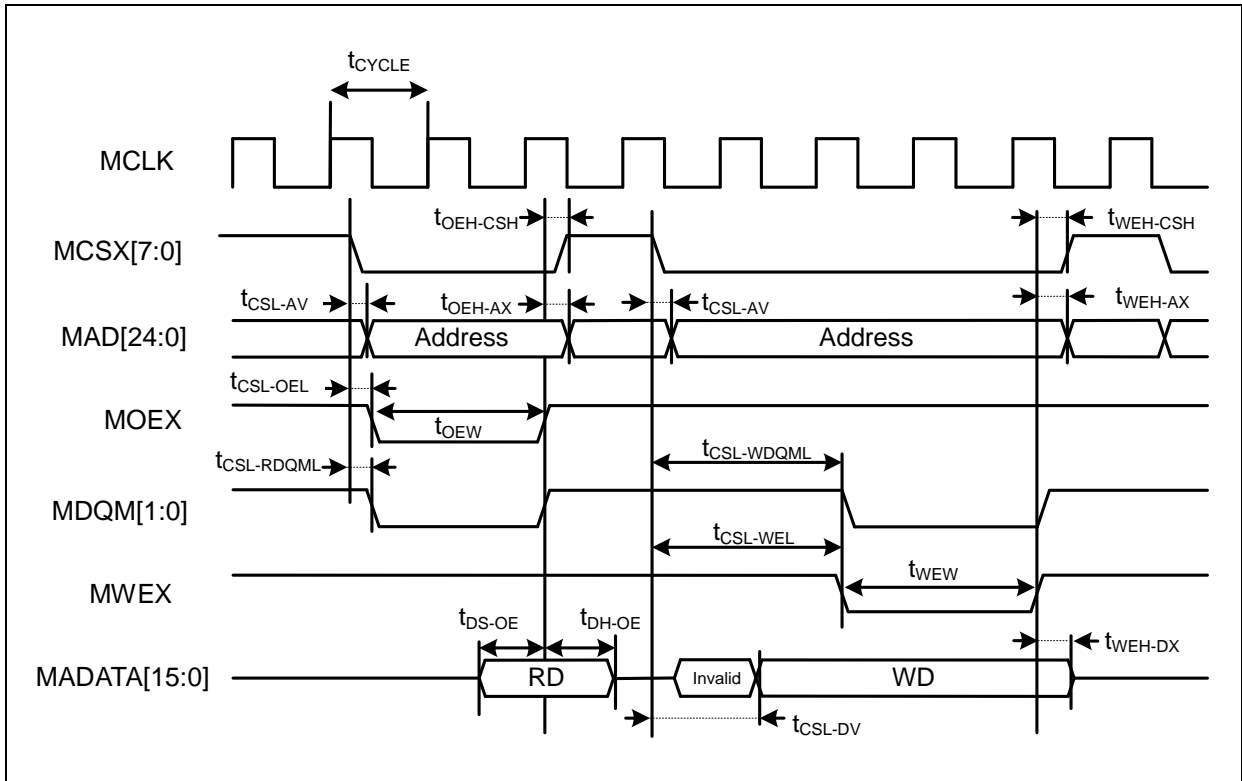 tCYCLE
MCLK
tOEH-CSH
tWEH-CSH
MCSX[7:0]
tCSL-AV
tOEH-AX
tCSL-AV
tWEH-AX
MAD[24:0]
Address
Address
tCSL-OEL
MOEX
tOEW
tCSL-WDQML
tCSL-RDQML
MDQM[1:0]
tCSL-WEL
tWEW
MWEX
tDS-OE
tDH-OE
tWEH-DX
MADATA[15:0]
RD
Invalid
WD
tCSL-DV